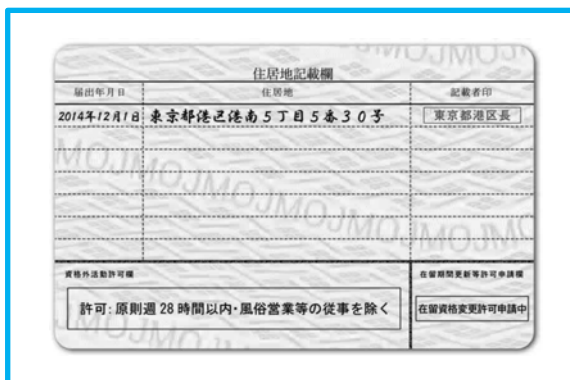 住居地記載欄
届出年月日 住居地 記載者印
2014年12月1日 東京都港区港南5丁目5番30号 東京都港区長
資格外活動許可欄 在留期間更新等許可申請欄
許可:原則週28時間以内・風俗営業等の従事を除く 在留資格変更許可申請中
MOJMOJMOJMOJMOJMO